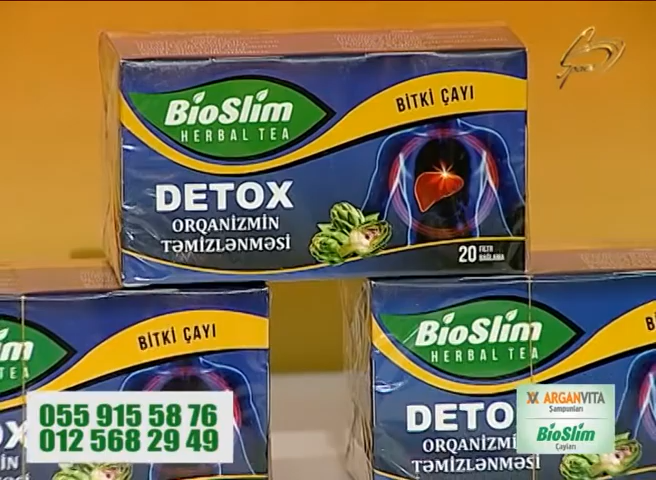 BioSlim
HERBAL TEA
BİTKİ ÇAYI
DETOX
ORQANİZMİN
TƏMİZLƏNMƏSİ
20 FİLTR
BAĞLAMA
BİTKİ ÇAYI
BioSlim
HERBAL TEA
DETO
ORQANİZMİ
TƏMİZLƏNMƏSİ
055 915 58 76
012 568 29 49
ARGANVITA
Şampunları
BioSlim
Çayları